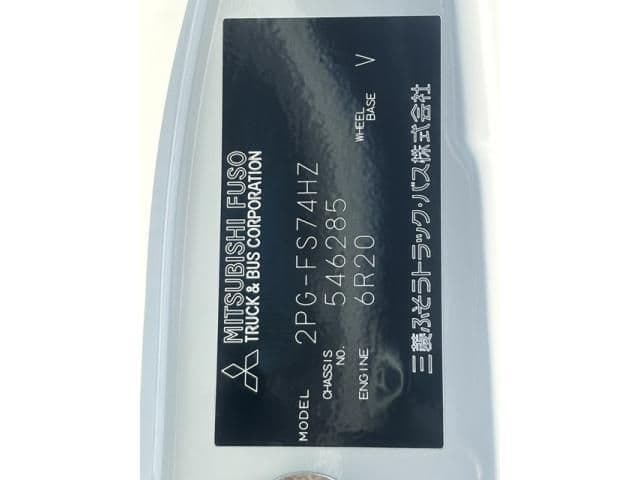 MITSUBISHI FUSO
TRUCK & BUS CORPORATION
MODEL 2PG-FS74HZ
CHASSIS NO. 546285
ENGINE 6R20 WHEEL BASE V
三菱ふそうトラック・バス株式会社